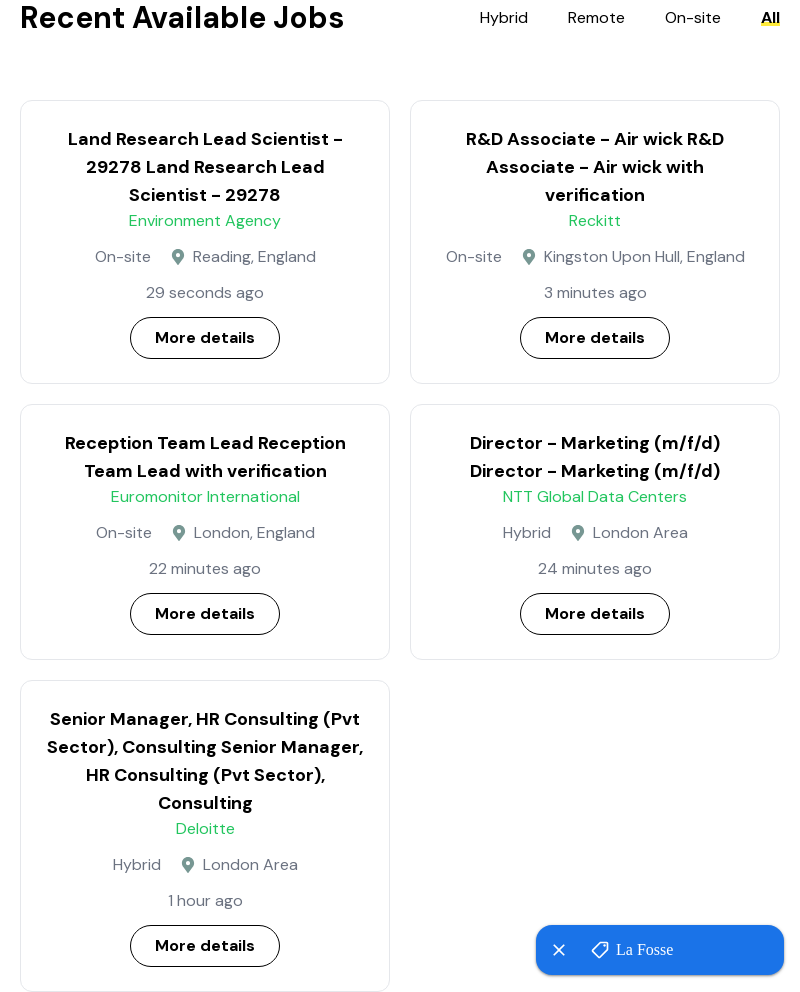 Recent Available Jobs
Hybrid Remote On-site All
Land Research Lead Scientist -
29278 Land Research Lead
Scientist - 29278
Environment Agency
On-site Reading, England
29 seconds ago
More details
R&D Associate - Air wick R&D
Associate - Air wick with
verification
Reckitt
On-site Kingston Upon Hull, England
3 minutes ago
More details
Reception Team Lead Reception
Team Lead with verification
Euromonitor International
On-site London, England
22 minutes ago
More details
Director - Marketing (m/f/d)
Director - Marketing (m/f/d)
NTT Global Data Centers
Hybrid London Area
24 minutes ago
More details
Senior Manager, HR Consulting (Pvt
Sector), Consulting Senior Manager,
HR Consulting (Pvt Sector),
Consulting
Deloitte
Hybrid London Area
1 hour ago
More details
La Fosse